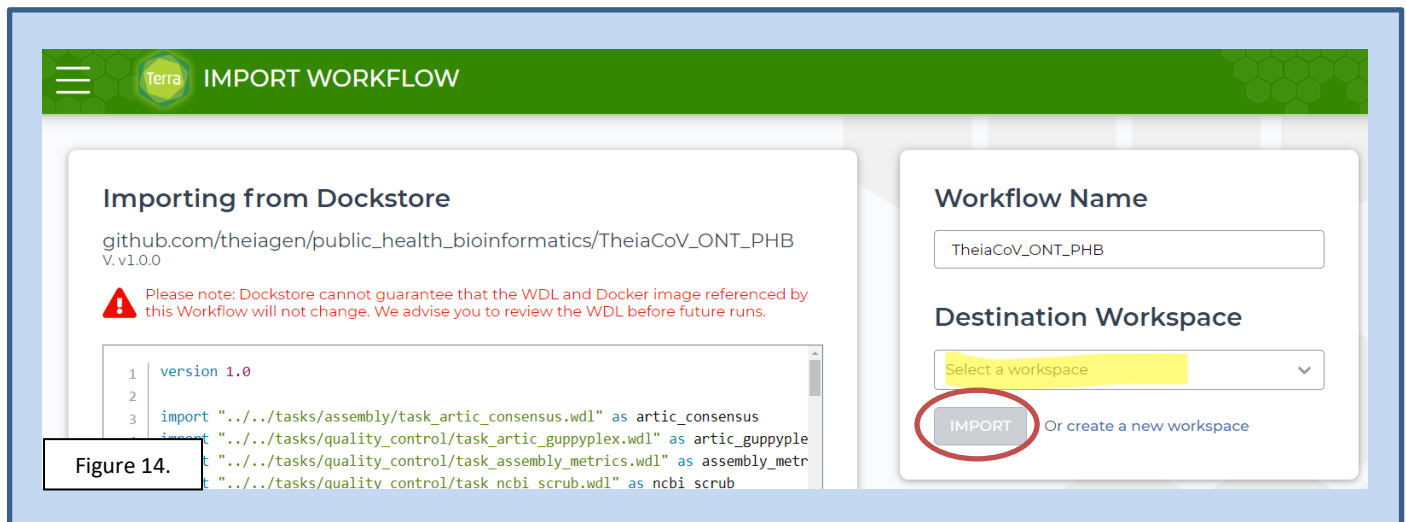 Terra IMPORT WORKFLOW
Importing from Dockstore
github.com/theiagen/public_health_bioinformatics/TheiaCoV_ONT_PHB
V. v1.0.0
Please note: Dockstore cannot guarantee that the WDL and Docker image referenced by
this Workflow will not change. We advise you to review the WDL before future runs.
1 version 1.0
2
3 import "../../tasks/assembly/task_artic_consensus.wdl" as artic_consensus
import "../../tasks/quality_control/task_artic_guppyplex.wdl" as artic_guppyple
t "../../tasks/quality_control/task_assembly_metrics.wdl" as assembly_metr
t "../../tasks/quality_control/task_ncbi_scrub.wdl" as ncbi_scrub
Figure 14.
Workflow Name
TheiaCoV_ONT_PHB
Destination Workspace
Select a workspace
IMPORT Or create a new workspace